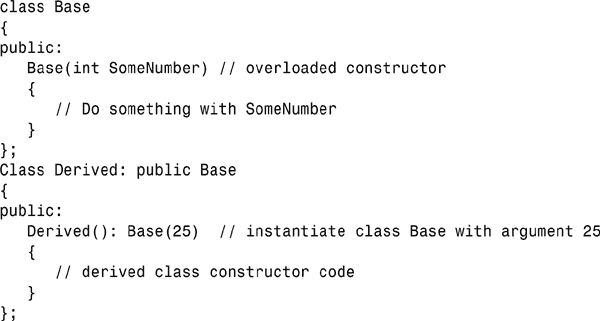 class Base
{
public:
   Base(int SomeNumber) // overloaded constructor
   {
      // Do something with SomeNumber
   }
};
Class Derived: public Base
{
public:
   Derived(): Base(25)  // instantiate class Base with argument 25
   {
      // derived class constructor code
   }
};